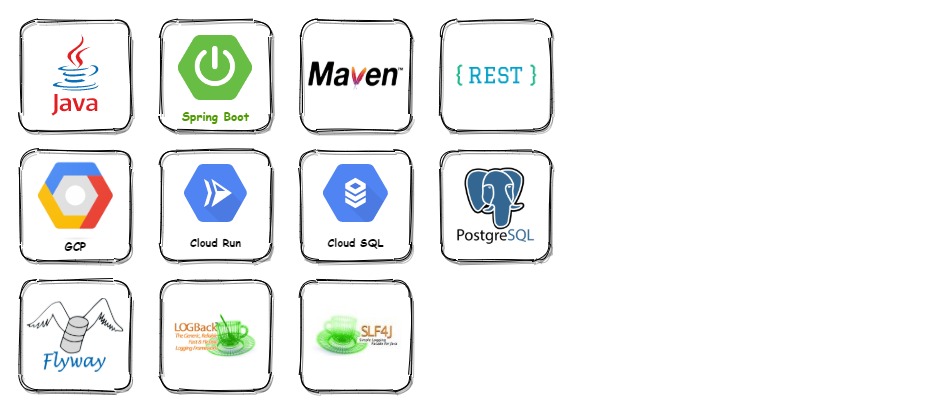 Java
Spring Boot
Maven™
{ REST }
GCP
Cloud Run
Cloud SQL
PostgreSQL
Flyway
LOGBack
The Generic, Reliable
Fast & Flexible
Logging Framework
SLF4J
Simple Logging
Facade for Java